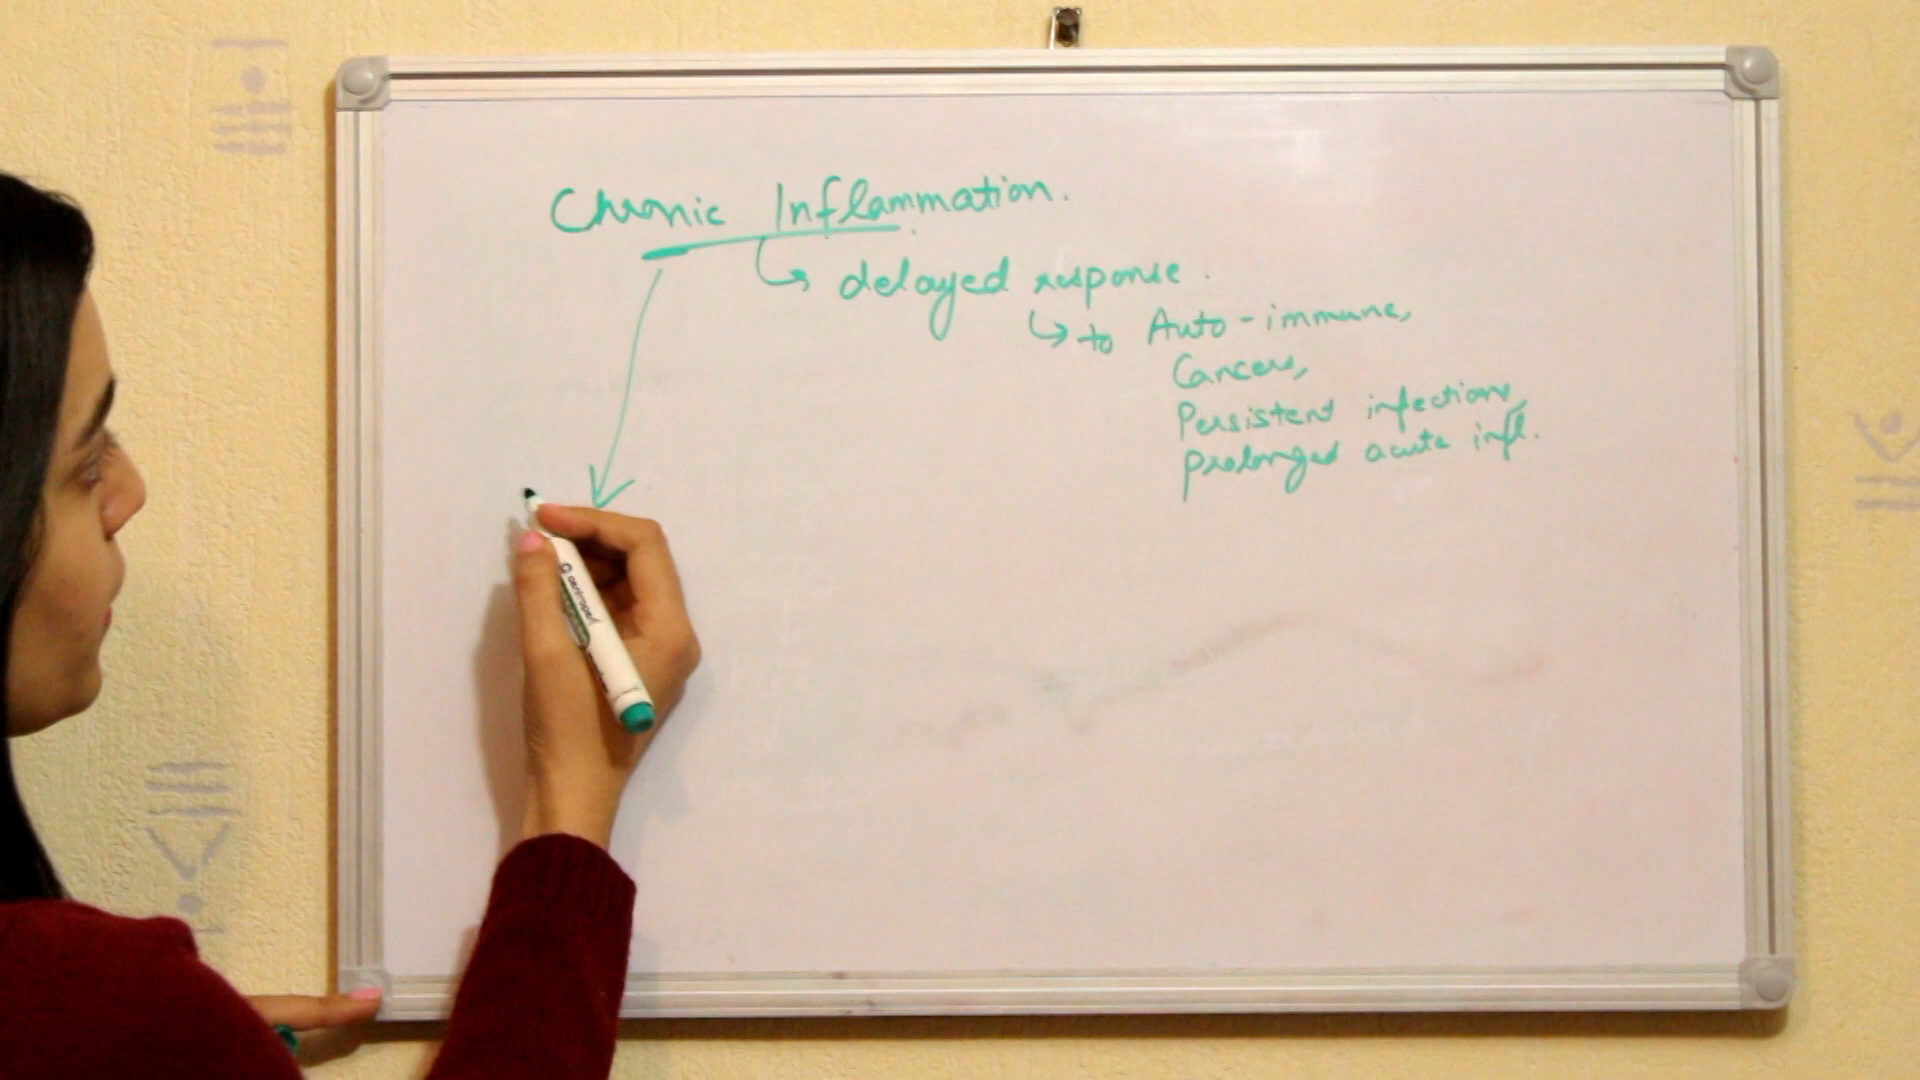 Chronic Inflammation.
↳ delayed response.
↳ to Auto-immune,
Cancers,
Persistent infections,
prolonged acute infl.